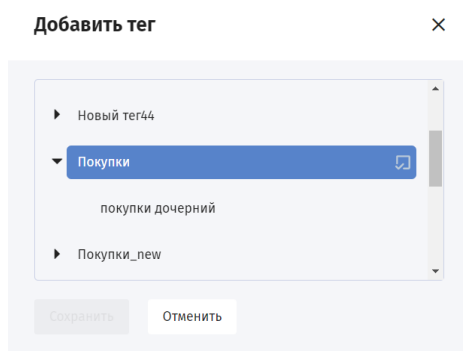 Добавить тег
Новый тег44
Покупки
покупки дочерний
Покупки_new
Сохранить
Отменить